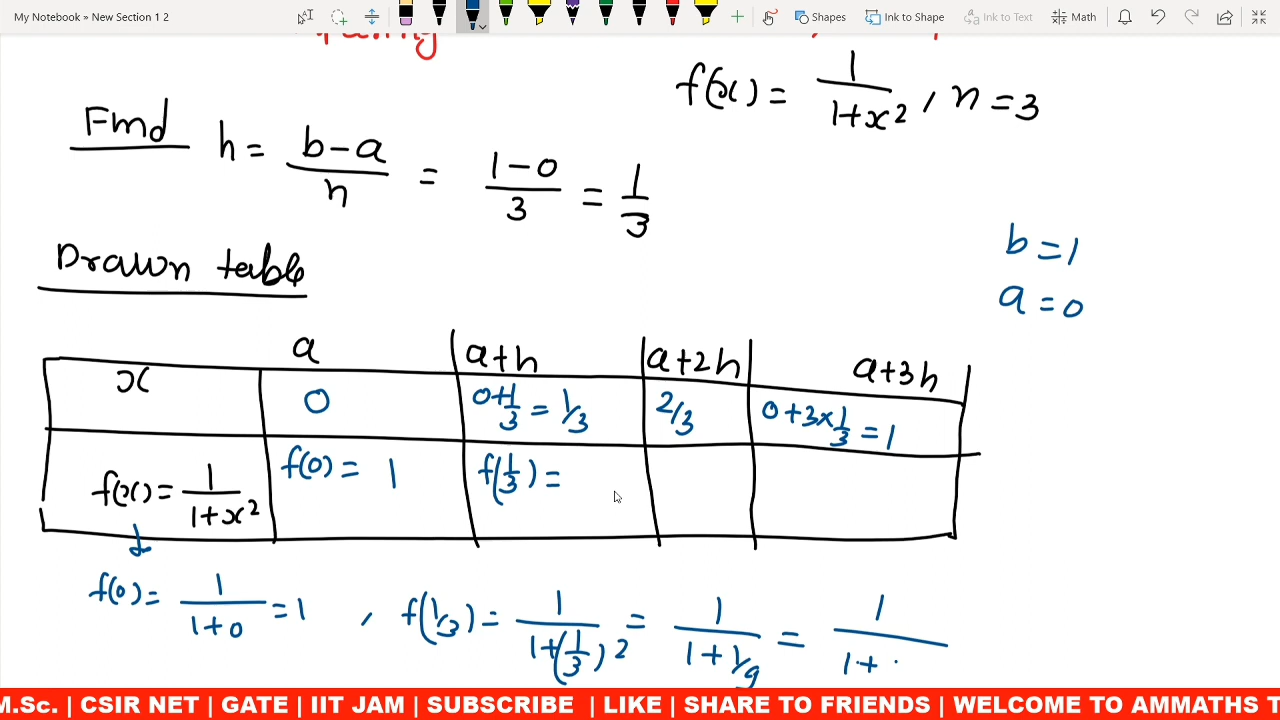 My Notebook » New Section 1 2
Shapes
Ink to Shape
Ink to Text
Math
f(x) = 1/(1+x²), n = 3
Find h = (b-a)/n = (1-0)/3 = 1/3
Drawn table
b = 1
a = 0
a a+h a+2h a+3h
x 0 0+1/3 = 1/3 2/3 0+3×1/3 = 1
f(x) = 1/(1+x²) f(0) = 1 f(1/3) =
f(0) = 1/(1+0) = 1 , f(1/3) = 1/(1+(1/3)²) = 1/(1+1/9) = 1/(1+.
M.Sc. | CSIR NET | GATE | IIT JAM | SUBSCRIBE | LIKE | SHARE TO FRIENDS | WELCOME TO AMMATHS T